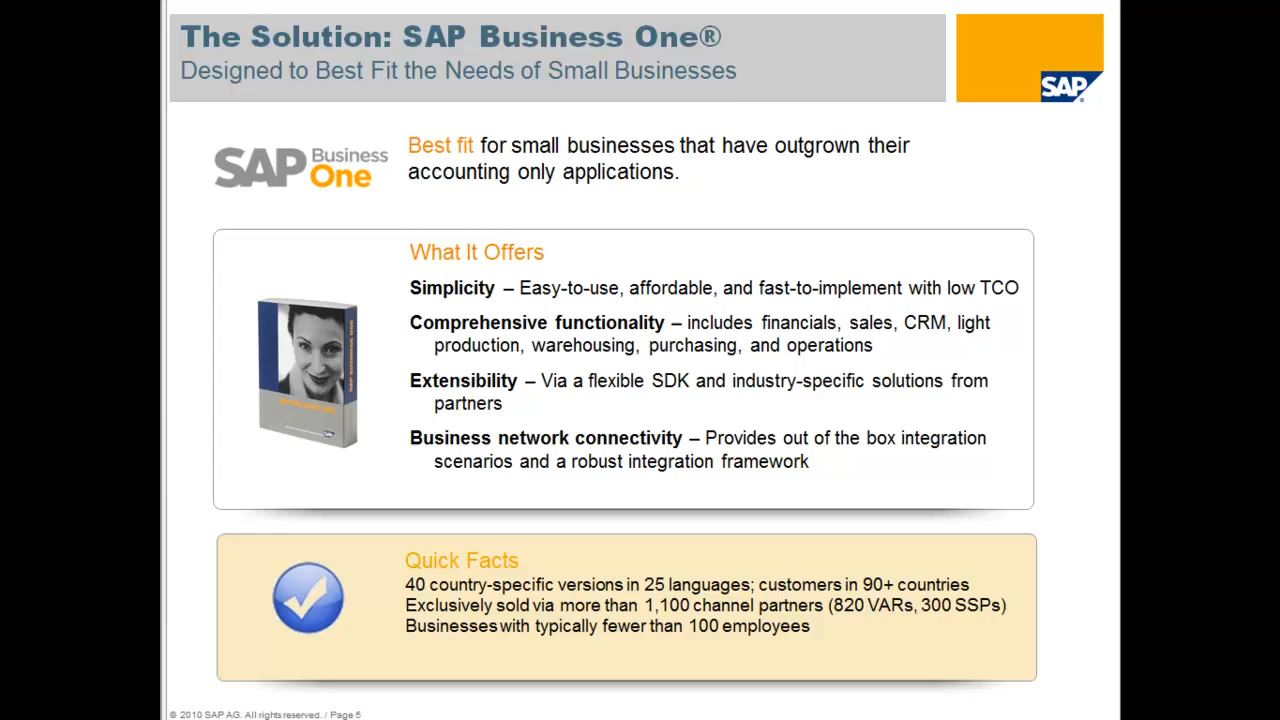 The Solution: SAP Business One®
Designed to Best Fit the Needs of Small Businesses
SAP
SAP Business One
Best fit for small businesses that have outgrown their
accounting only applications.
What It Offers
Simplicity – Easy-to-use, affordable, and fast-to-implement with low TCO
Comprehensive functionality – includes financials, sales, CRM, light
production, warehousing, purchasing, and operations
Extensibility – Via a flexible SDK and industry-specific solutions from
partners
Business network connectivity – Provides out of the box integration
scenarios and a robust integration framework
SAP BUSINESS ONE
SAP
Quick Facts
40 country-specific versions in 25 languages; customers in 90+ countries
Exclusively sold via more than 1,100 channel partners (820 VARs, 300 SSPs)
Businesses with typically fewer than 100 employees
© 2010 SAP AG. All rights reserved. / Page 5